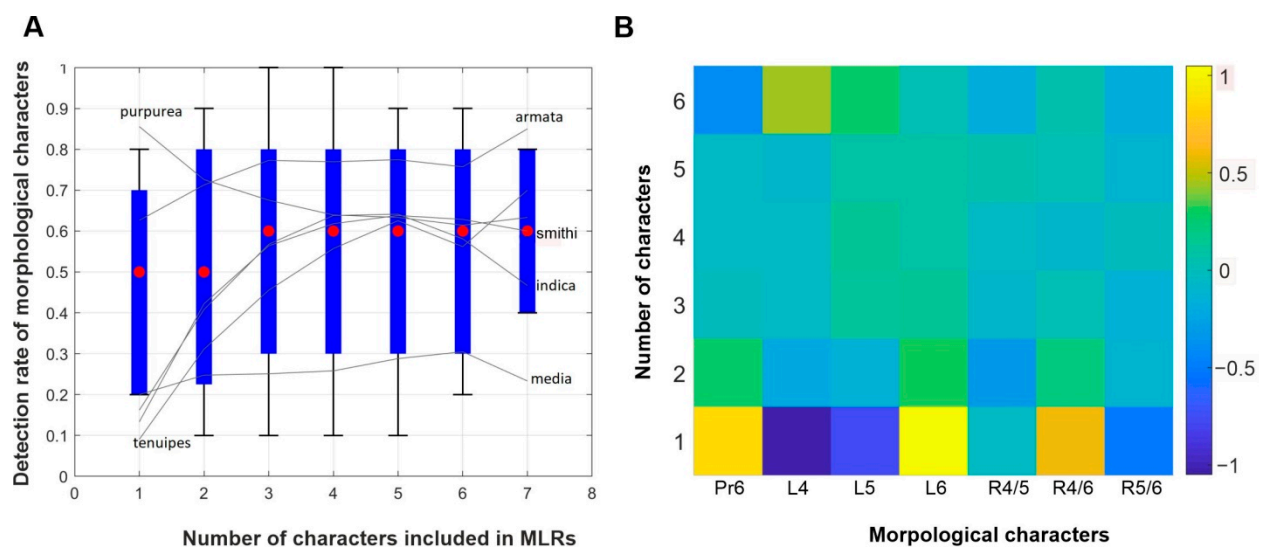 A
Detection rate of morphological characters
1
0.9
0.8
0.7
0.6
0.5
0.4
0.3
0.2
0.1
0
purpurea
armata
smithi
indica
media
tenuipes
0 1 2 3 4 5 6 7 8
Number of characters included in MLRs
B
Number of characters
6
5
4
3
2
1
Pr6 L4 L5 L6 R4/5 R4/6 R5/6
Morpological characters
1
0.5
0
−0.5
−1